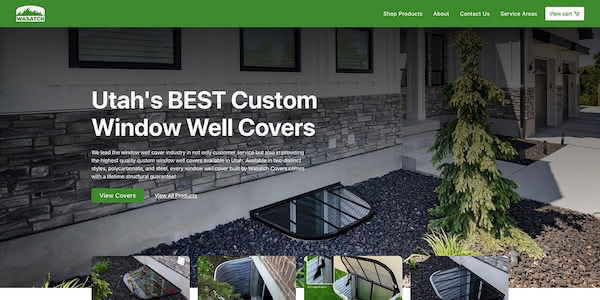 WASATCH
Shop Products
About
Contact Us
Service Areas
View cart
Utah's BEST Custom
Window Well Covers
We lead the window well cover industry in not only customer service but also in providing
the highest quality custom window well covers available in Utah. Available in two distinct
styles, polycarbonate, and steel, every window well cover built by Wasatch Covers comes
with a lifetime structural guarantee!
View Covers
View All Products